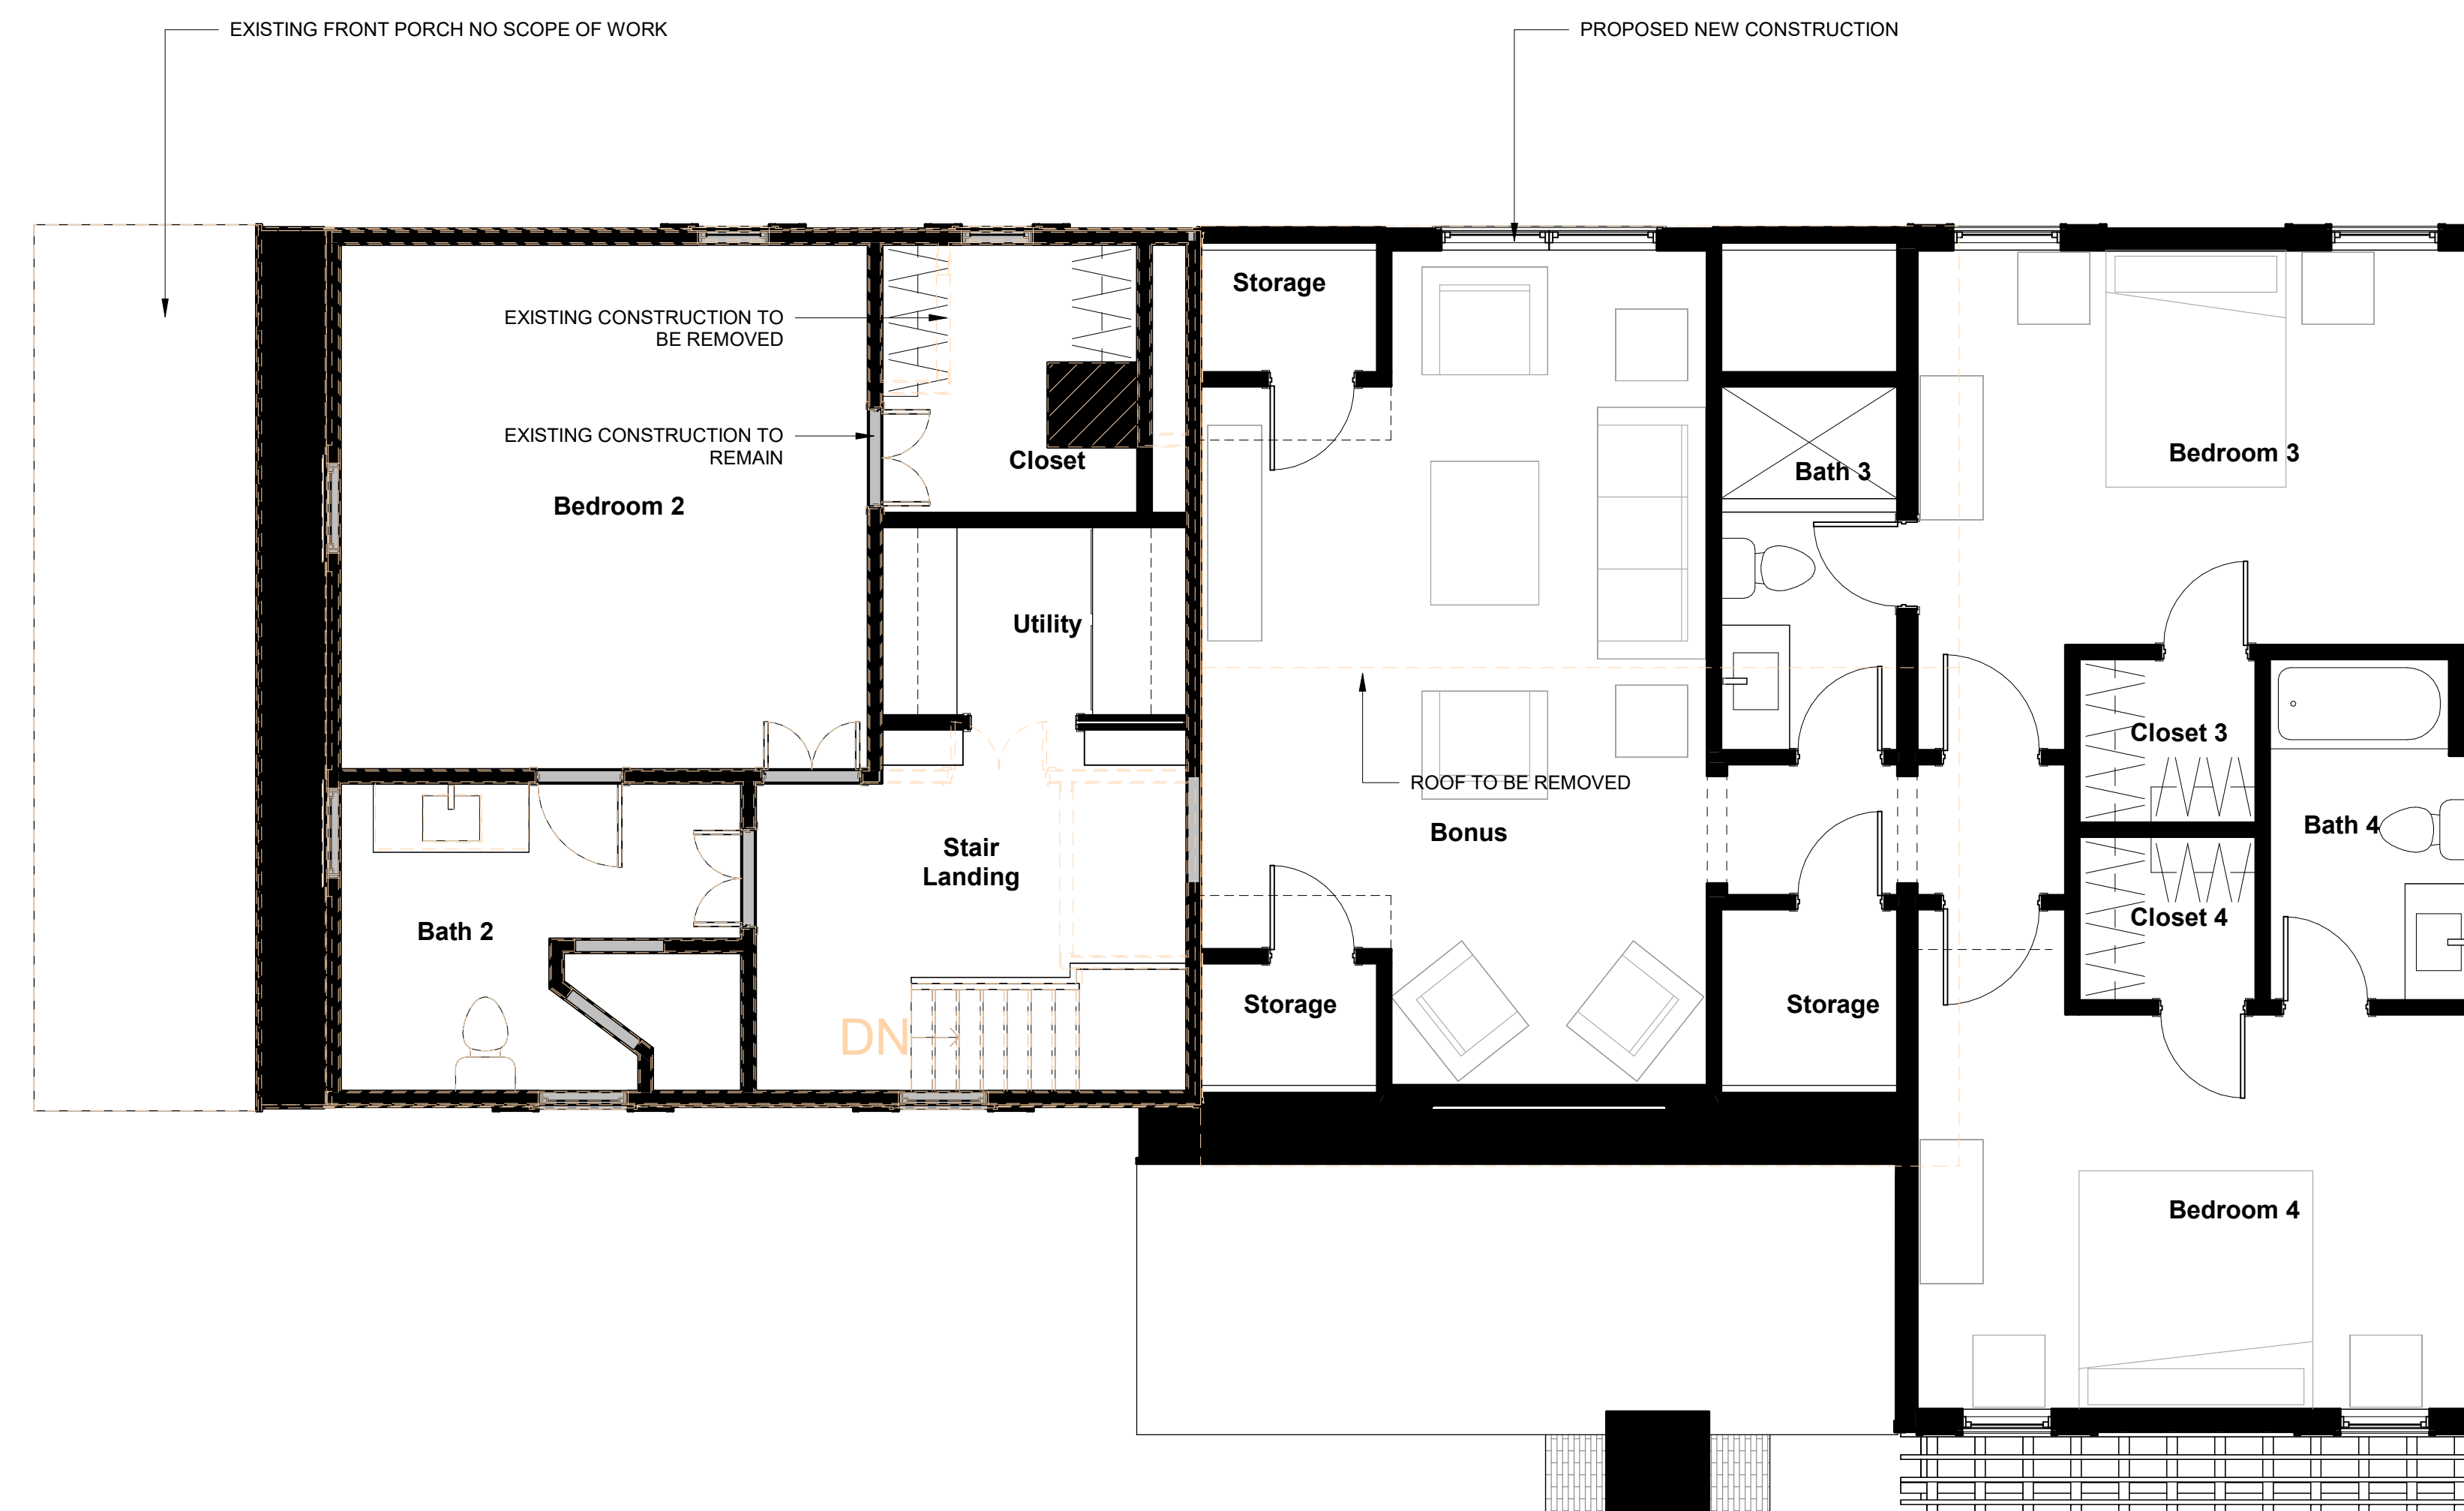 EXISTING FRONT PORCH NO SCOPE OF WORK
PROPOSED NEW CONSTRUCTION
Storage
EXISTING CONSTRUCTION TO
BE REMOVED
EXISTING CONSTRUCTION TO
REMAIN
Closet
Bedroom 2
Bath 3
Bedroom 3
Utility
Closet 3
ROOF TO BE REMOVED
Bonus
Bath 4
Stair
Landing
Closet 4
Bath 2
Storage
Storage
DN
Bedroom 4